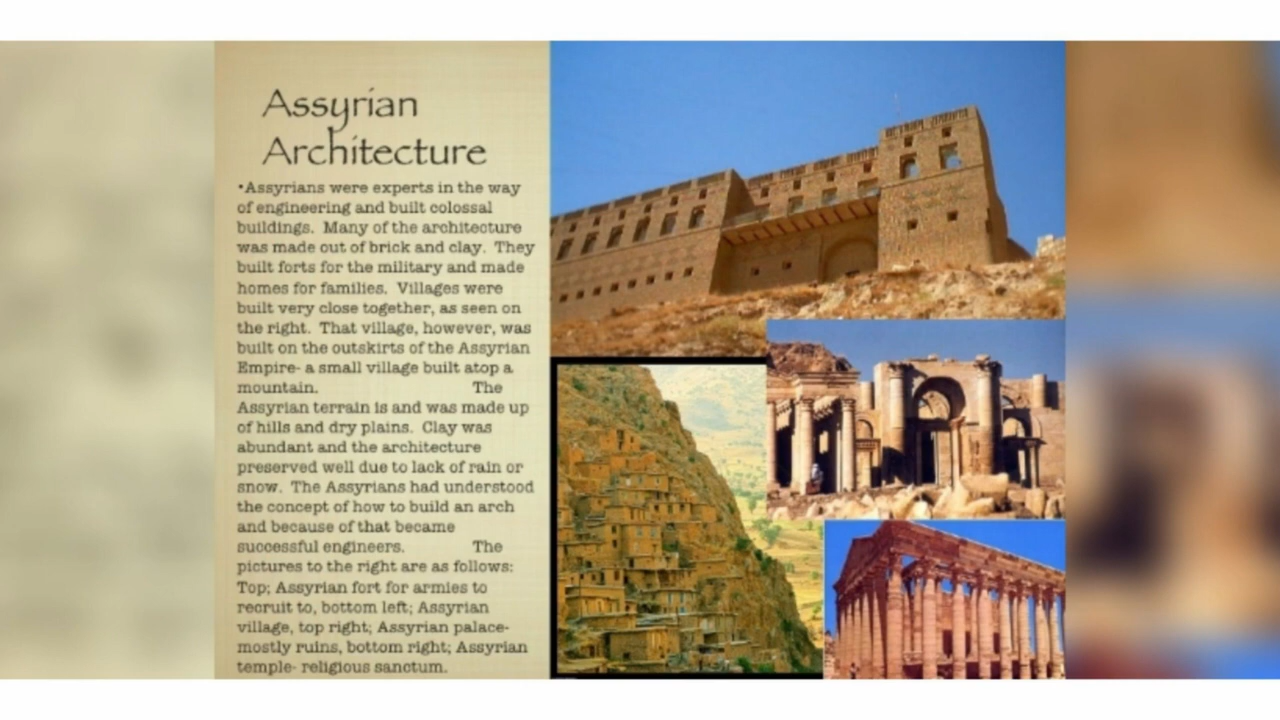 Assyrian
Architecture
•Assyrians were experts in the way
of engineering and built colossal
buildings. Many of the architecture
was made out of brick and clay. They
built forts for the military and made
homes for families. Villages were
built very close together, as seen on
the right. That village, however, was
built on the outskirts of the Assyrian
Empire- a small village built atop a
mountain. The
Assyrian terrain is and was made up
of hills and dry plains. Clay was
abundant and the architecture
preserved well due to lack of rain or
snow. The Assyrians had understood
the concept of how to build an arch
and because of that became
successful engineers. The
pictures to the right are as follows:
Top; Assyrian fort for armies to
recruit to, bottom left; Assyrian
village, top right; Assyrian palace-
mostly ruins, bottom right; Assyrian
temple- religious sanctum.